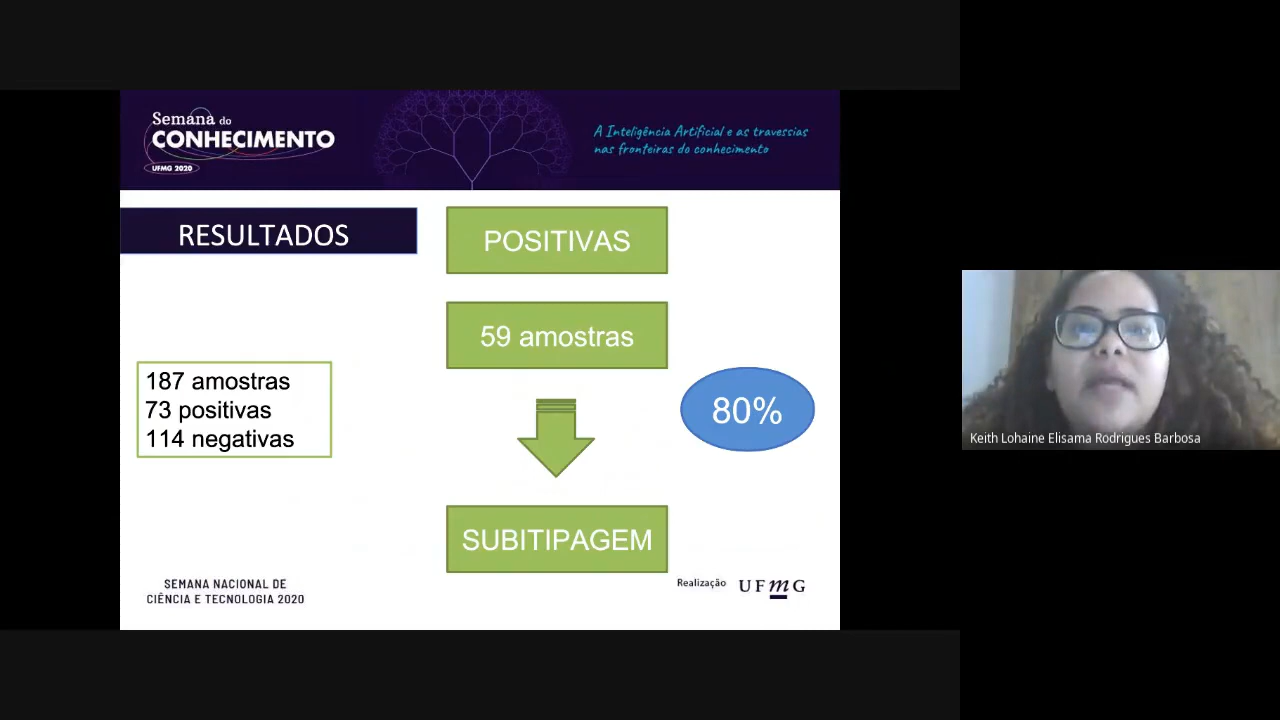 Semana do
CONHECIMENTO
UFMG 2020
A Inteligência Artificial e as travessias
nas fronteiras do conhecimento
RESULTADOS
POSITIVAS
59 amostras
187 amostras
73 positivas
114 negativas
80%
SUBITIPAGEM
SEMANA NACIONAL DE
CIÊNCIA E TECNOLOGIA 2020
Realização
UFmG
Keith Lohaine Elisama Rodrigues Barbosa